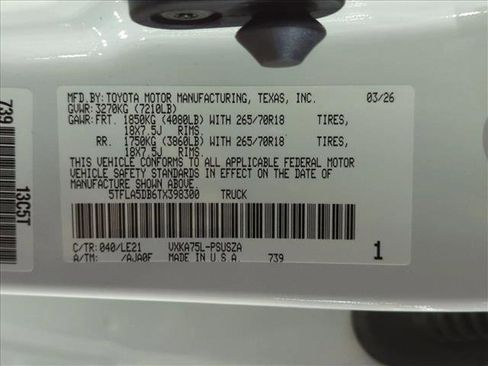 MFD.BY:TOYOTA MOTOR MANUFACTURING, TEXAS, INC. 03/26
GVWR:3270KG (7210LB)
GAWR:FRT. 1850KG (4080LB) WITH 265/70R18 TIRES,
18X7.5J RIMS.
RR. 1750KG (3860LB) WITH 265/70R18 TIRES,
18X7.5J RIMS.
THIS VEHICLE CONFORMS TO ALL APPLICABLE FEDERAL MOTOR
VEHICLE SAFETY STANDARDS IN EFFECT ON THE DATE OF
MANUFACTURE SHOWN ABOVE.
5TFLA5DB6TX398300 TRUCK
C/TR:040/LE21 VXKA75L-PSUSZA 1
A/TM: /AJA0F MADE IN U.S.A 739
739
13C5T